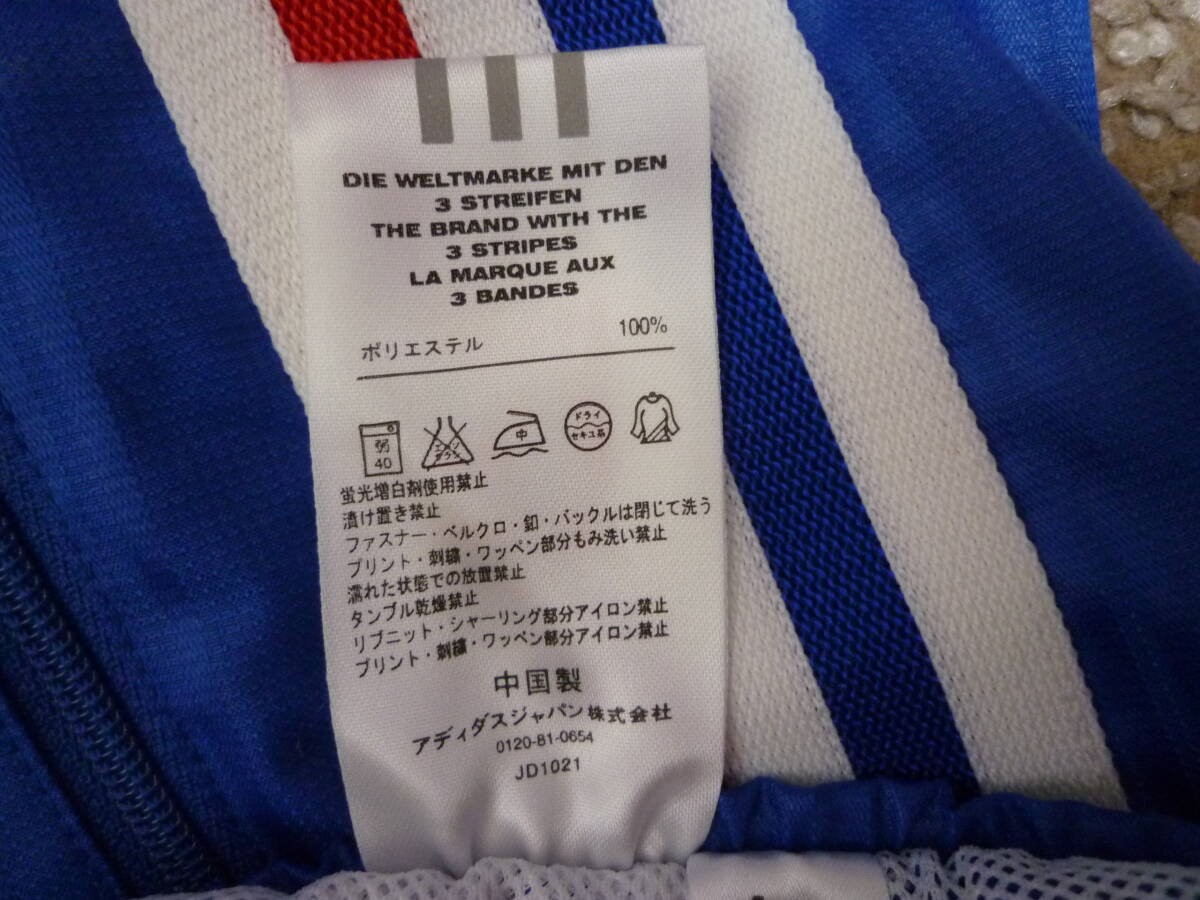 DIE WELTMARKE MIT DEN
3 STREIFEN
THE BRAND WITH THE
3 STRIPES
LA MARQUE AUX
3 BANDES
ポリエステル 100%
弱 40 エンソ サラシ 中 ドライ セキユ系
蛍光増白剤使用禁止
漬け置き禁止
ファスナー・ベルクロ・釦・バックルは閉じて洗う
プリント・刺繍・ワッペン部分もみ洗い禁止
濡れた状態での放置禁止
タンブル乾燥禁止
リブニット・シャーリング部分アイロン禁止
プリント・刺繍・ワッペン部分アイロン禁止
中国製
アディダスジャパン株式会社
0120-81-0654
JD1021